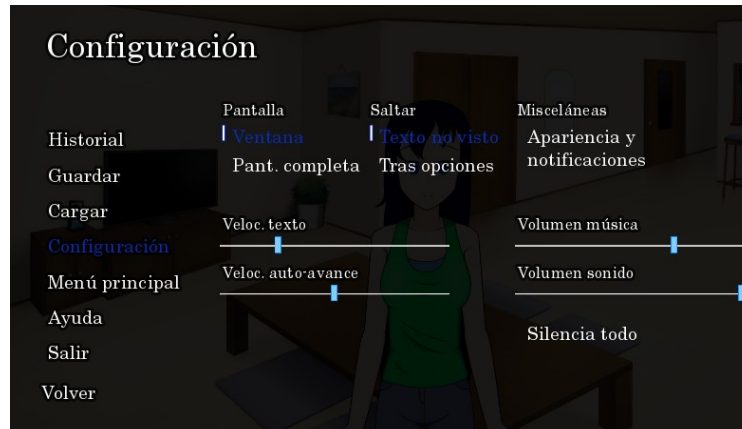 Configuración
Historial
Guardar
Cargar
Configuración
Menú principal
Ayuda
Salir
Volver
Pantalla
Ventana
Pant. completa
Saltar
Texto no visto
Tras opciones
Misceláneas
Apariencia y
notificaciones
Veloc. texto
Veloc. auto-avance
Volumen música
Volumen sonido
Silencia todo